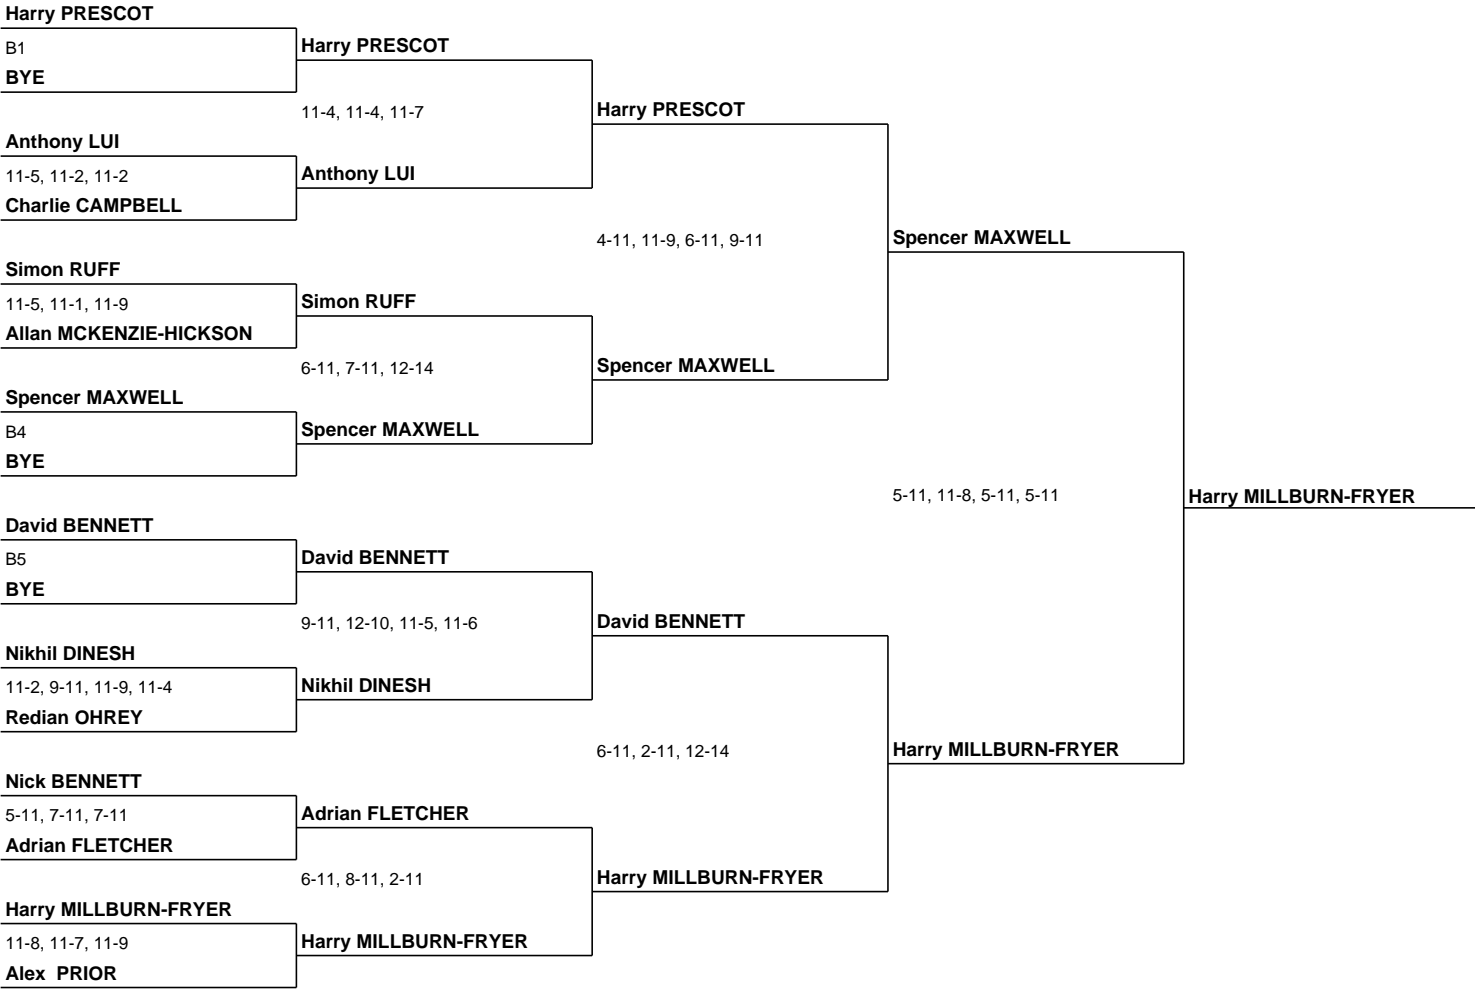 Harry PRESCOT
B1
BYE
Anthony LUI
11-5, 11-2, 11-2
Charlie CAMPBELL
Simon RUFF
11-5, 11-1, 11-9
Allan MCKENZIE-HICKSON
Spencer MAXWELL
B4
BYE
David BENNETT
B5
BYE
Nikhil DINESH
11-2, 9-11, 11-9, 11-4
Redian OHREY
Nick BENNETT
5-11, 7-11, 7-11
Adrian FLETCHER
Harry MILLBURN-FRYER
11-8, 11-7, 11-9
Alex  PRIOR
Harry PRESCOT
11-4, 11-4, 11-7
Anthony LUI
Simon RUFF
6-11, 7-11, 12-14
Spencer MAXWELL
David BENNETT
9-11, 12-10, 11-5, 11-6
Nikhil DINESH
Adrian FLETCHER
6-11, 8-11, 2-11
Harry MILLBURN-FRYER
Harry PRESCOT
4-11, 11-9, 6-11, 9-11
Spencer MAXWELL
David BENNETT
6-11, 2-11, 12-14
Harry MILLBURN-FRYER
Spencer MAXWELL
5-11, 11-8, 5-11, 5-11
Harry MILLBURN-FRYER
Harry MILLBURN-FRYER